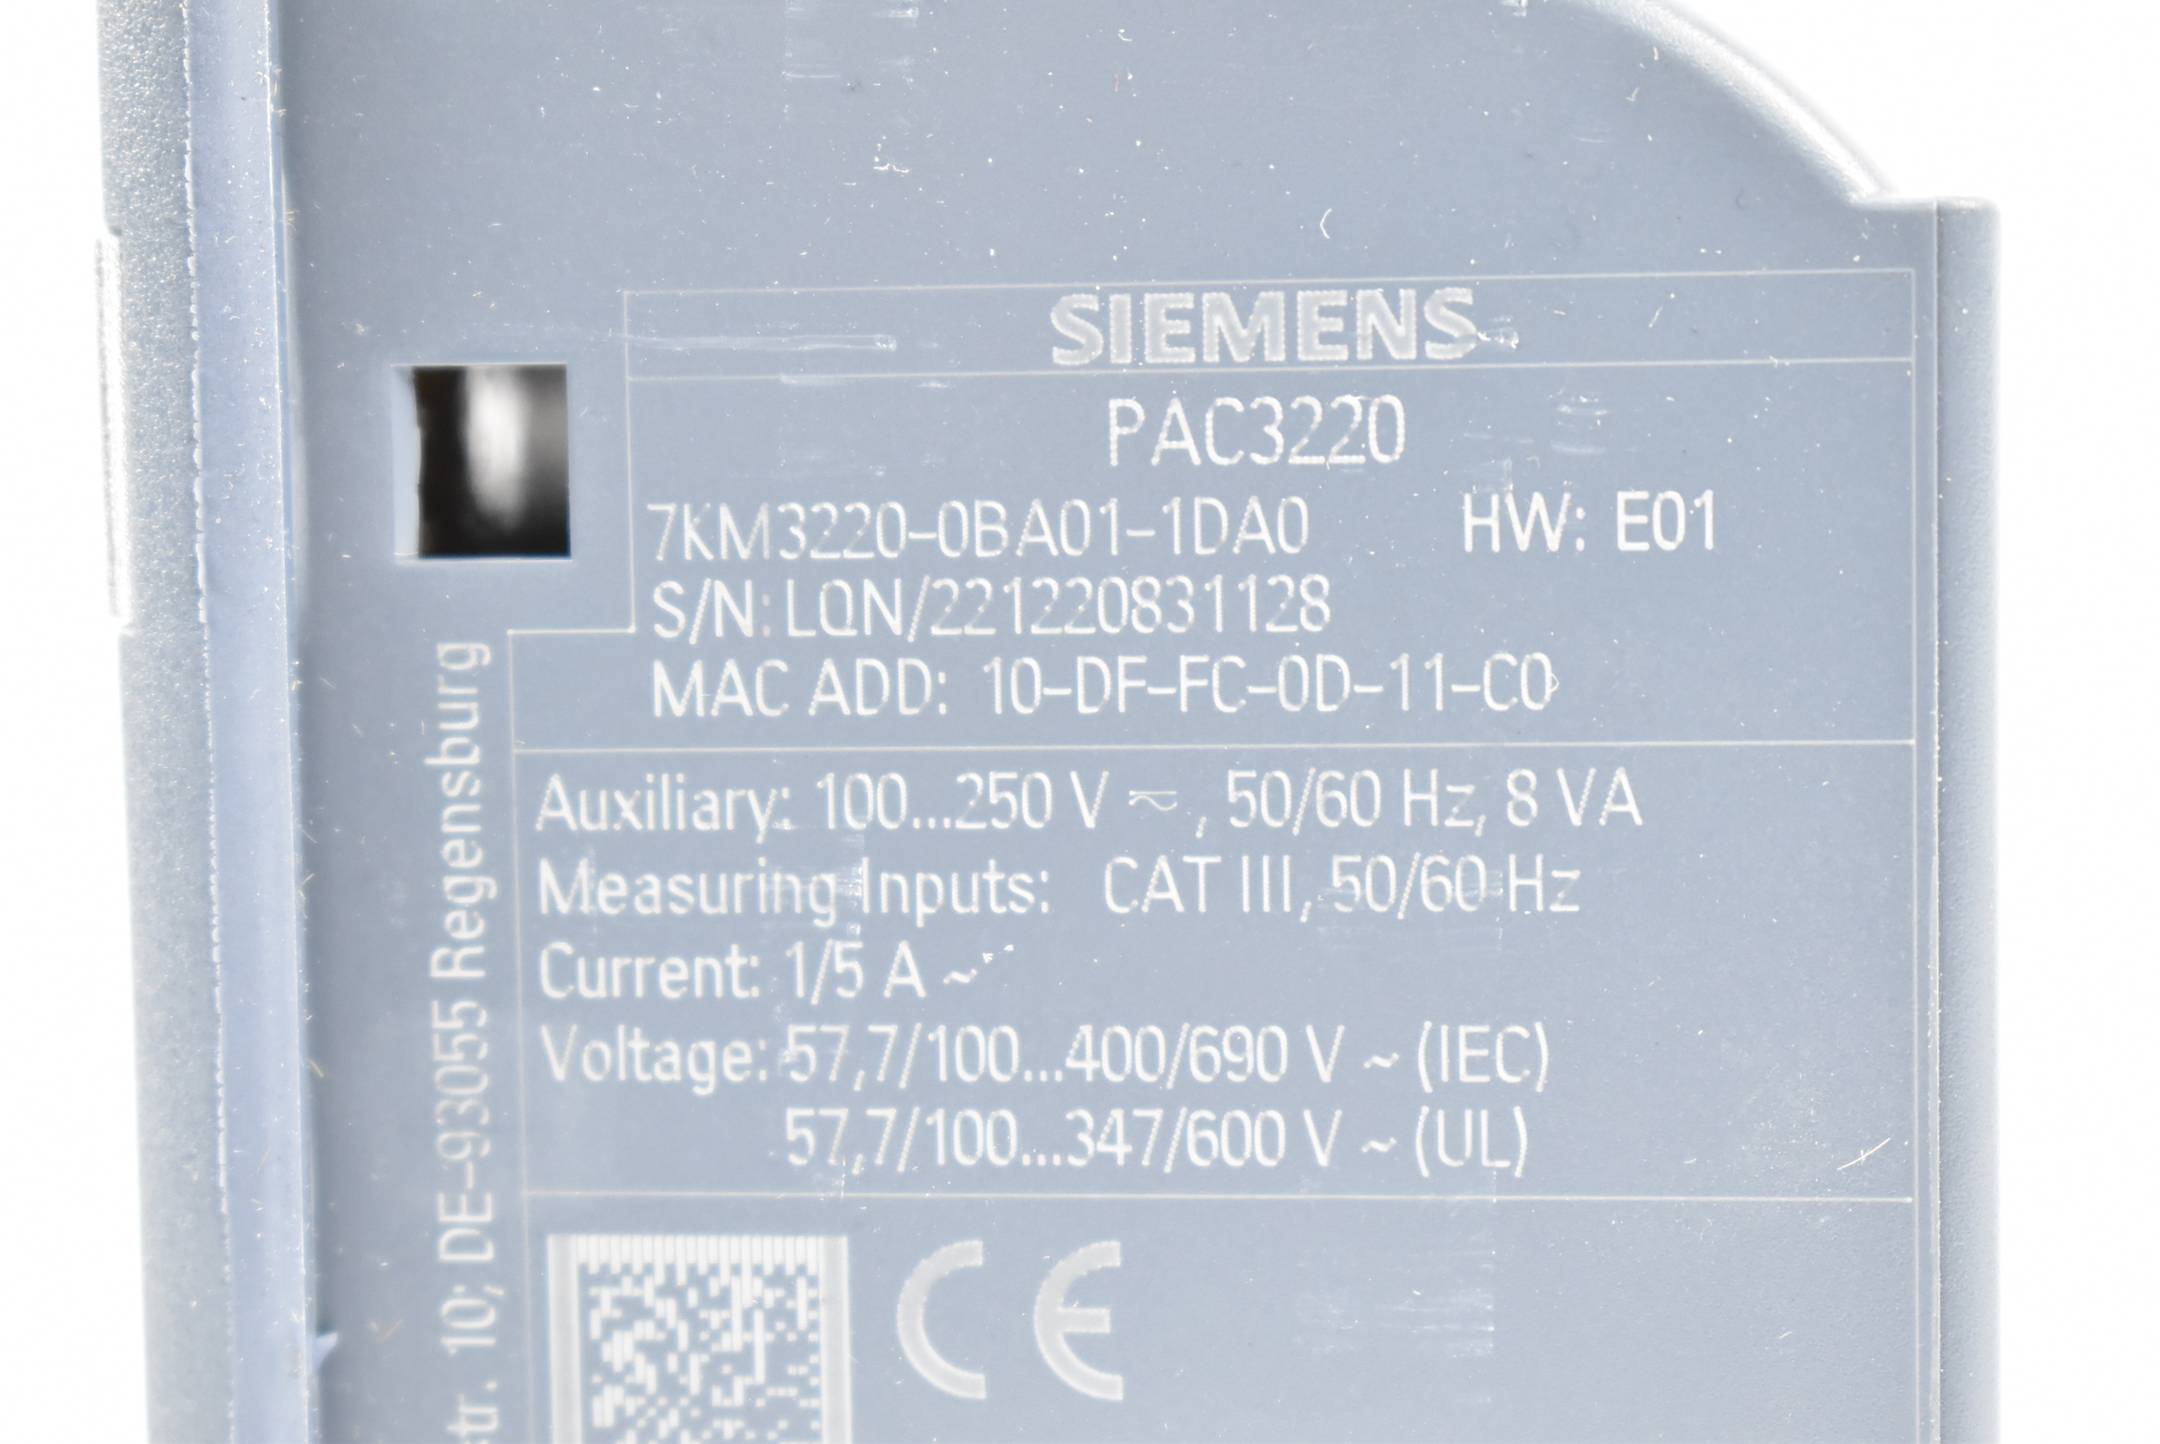 SIEMENS
PAC3220
7KM3220-0BA01-1DA0 HW: E01
S/N: LQN/221220831128
MAC ADD: 10-DF-FC-0D-11-C0
Auxiliary: 100...250 V ⎓, 50/60 Hz, 8 VA
Measuring Inputs: CAT III, 50/60 Hz
Current: 1/5 A ~
Voltage: 57,7/100...400/690 V ~ (IEC)
57,7/100...347/600 V ~ (UL)
CE
str. 10; DE-93055 Regensburg